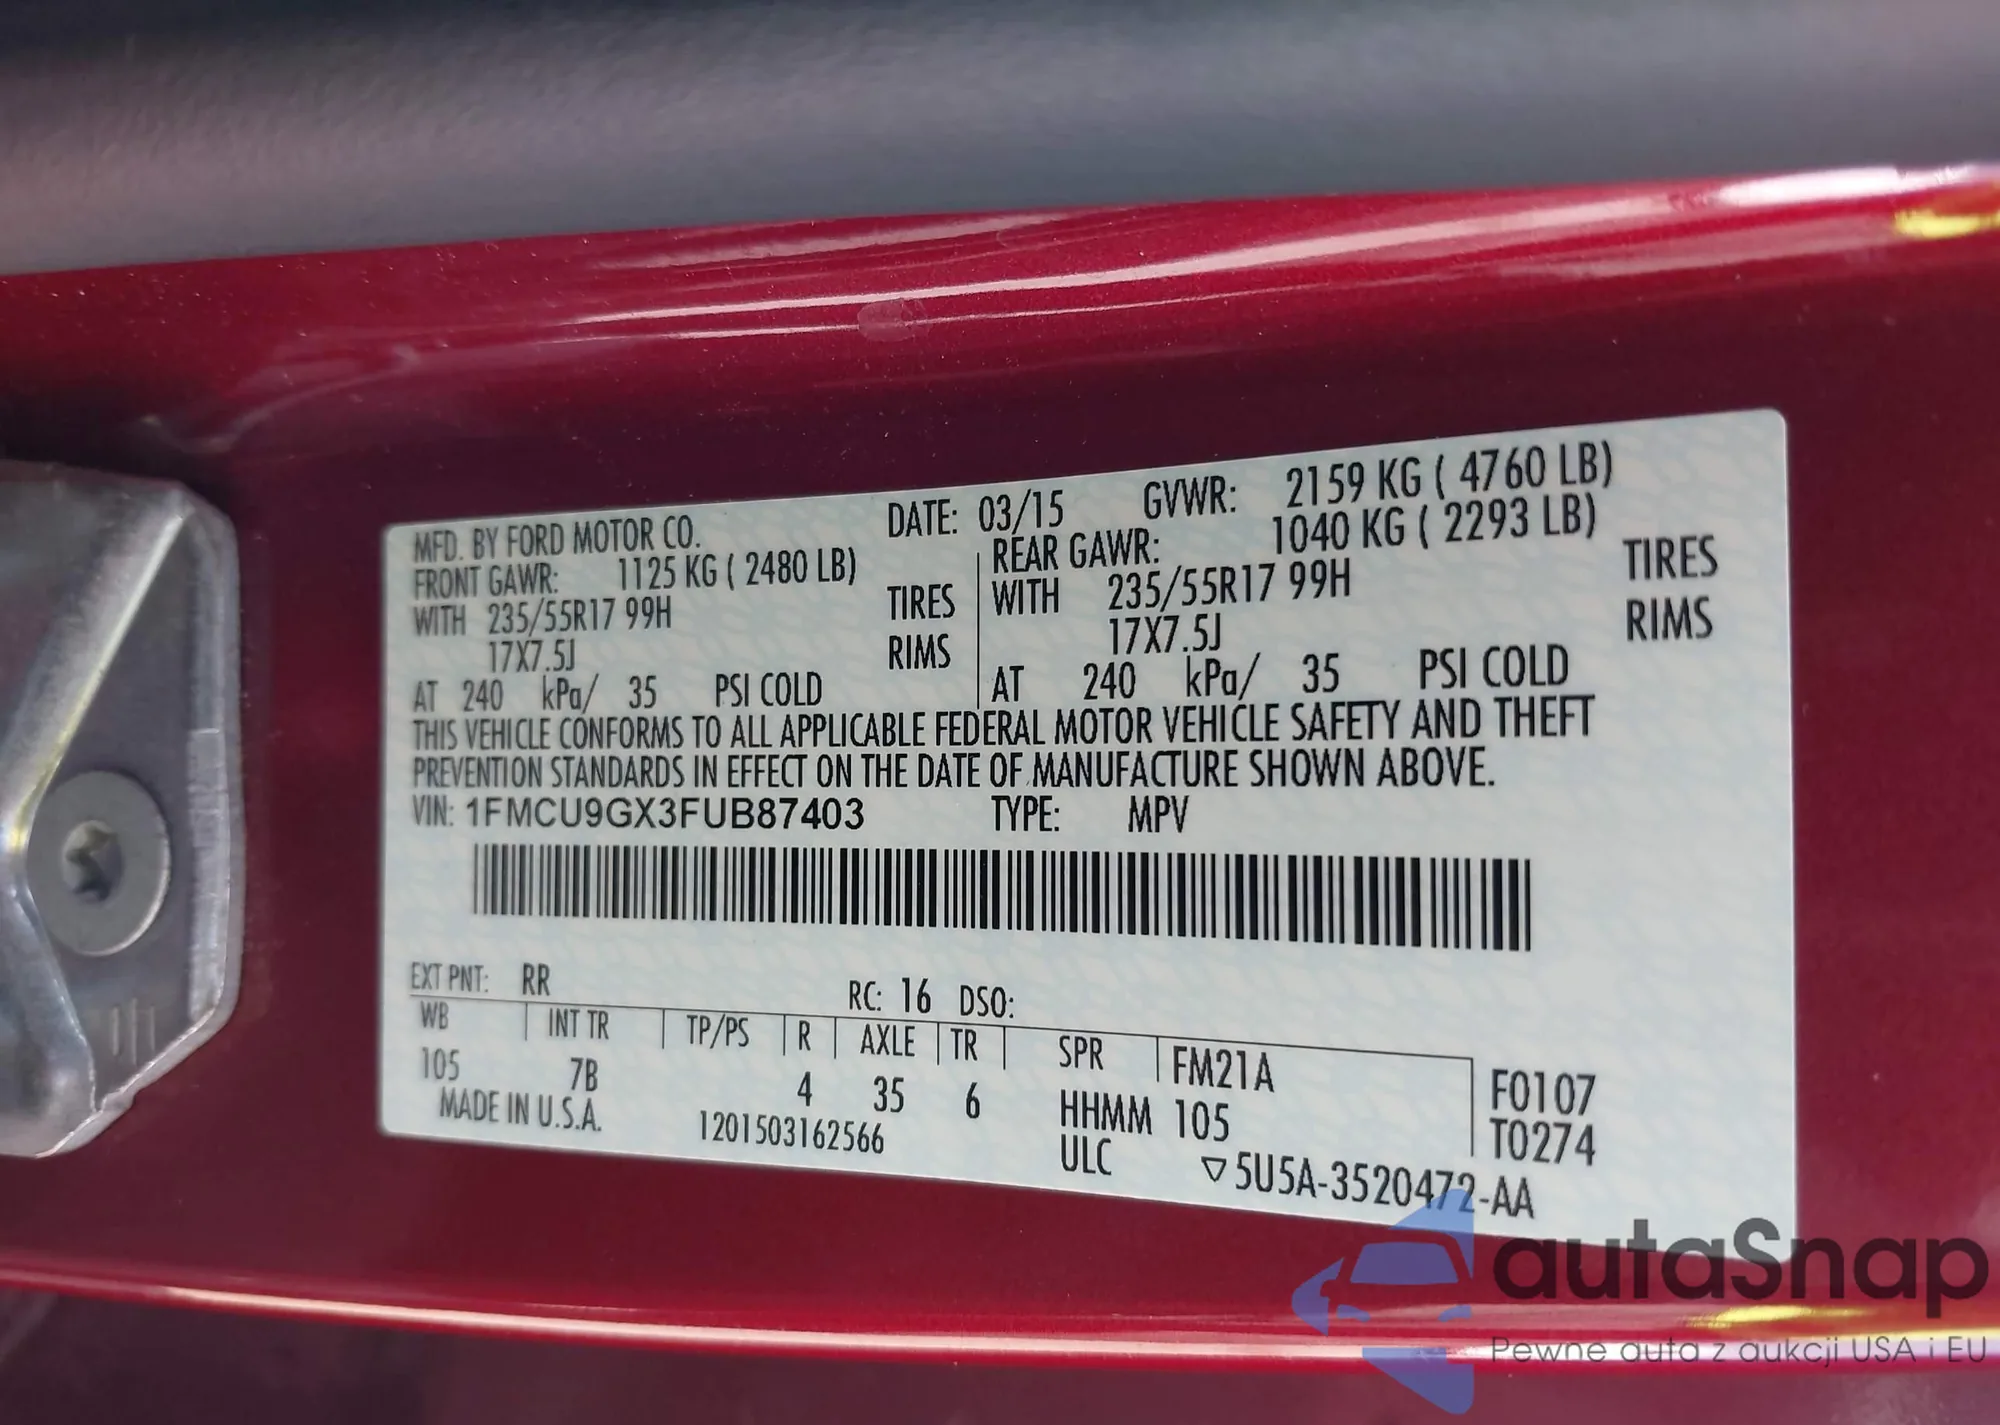 MFD. BY FORD MOTOR CO. DATE: 03/15 GVWR: 2159 KG ( 4760 LB)
FRONT GAWR: 1125 KG ( 2480 LB) REAR GAWR: 1040 KG ( 2293 LB)
WITH 235/55R17 99H TIRES WITH 235/55R17 99H TIRES
17X7.5J RIMS 17X7.5J RIMS
AT 240 kPa/ 35 PSI COLD AT 240 kPa/ 35 PSI COLD
THIS VEHICLE CONFORMS TO ALL APPLICABLE FEDERAL MOTOR VEHICLE SAFETY AND THEFT
PREVENTION STANDARDS IN EFFECT ON THE DATE OF MANUFACTURE SHOWN ABOVE.
VIN: 1FMCU9GX3FUB87403 TYPE: MPV
EXT PNT: RR RC: 16 DSO:
WB INT TR TP/PS R AXLE TR SPR FM21A F0107
105 7B 4 35 6 HHMM 105 T0274
MADE IN U.S.A. 1201503162566 ULC ▽5U5A-3520472-AA
autaSnap
Pewne auta z aukcji USA i EU